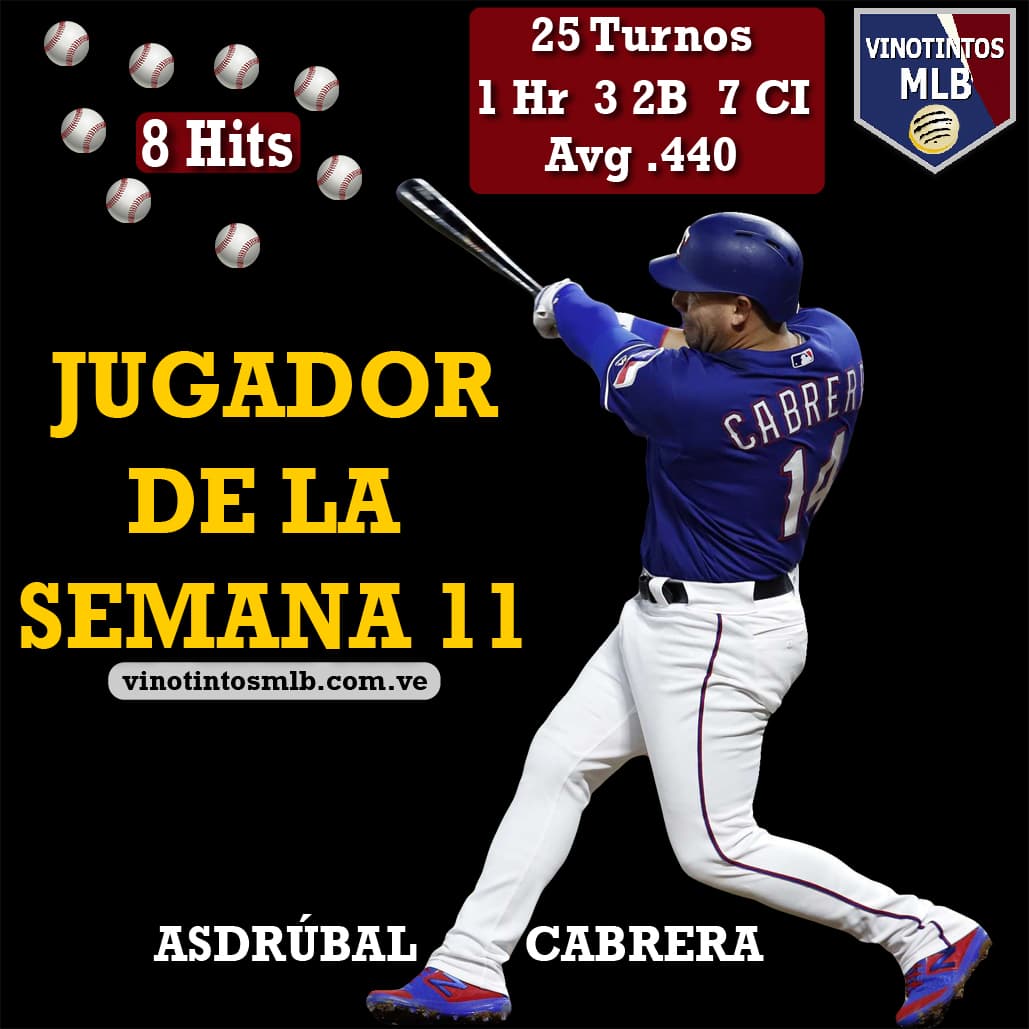 25 Turnos
1 Hr 3 2B 7 CI
Avg .440
VINOTINTOS
MLB
8 Hits
CABRER
14
JUGADOR
DE LA
SEMANA 11
vinotintosmlb.com.ve
ASDRÚBAL CABRERA